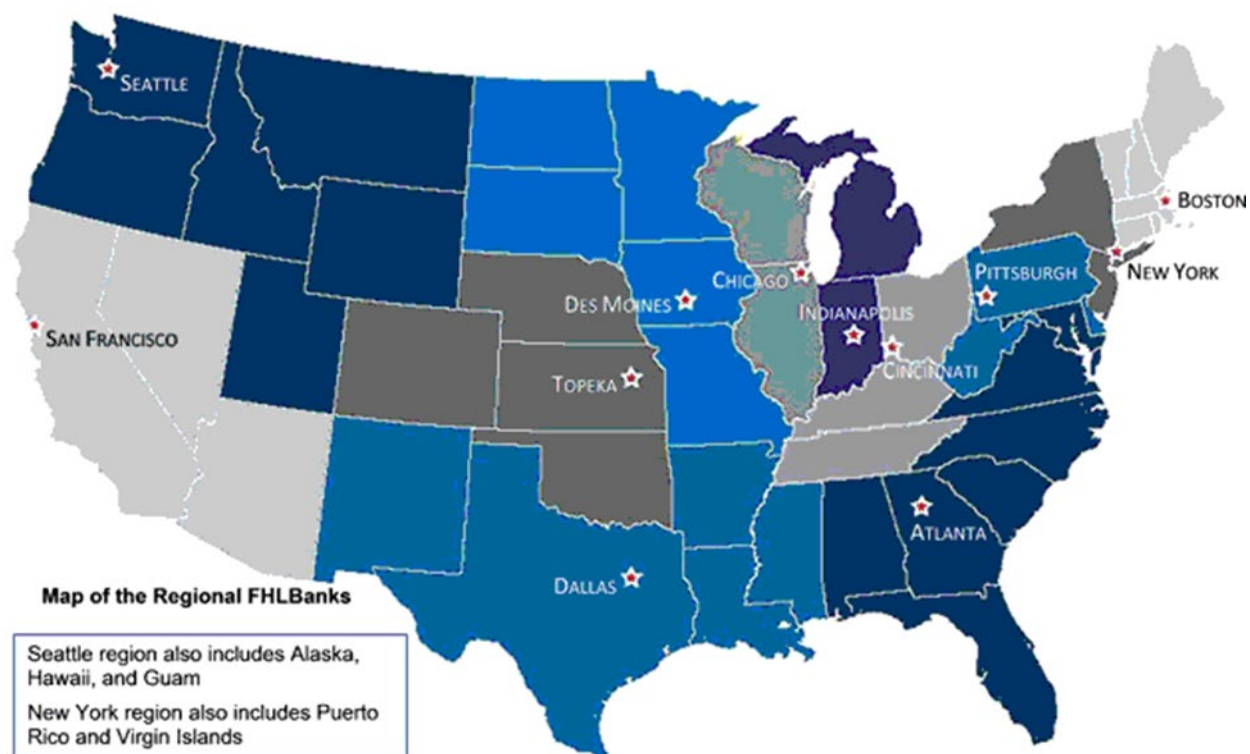 SEATTLE
BOSTON
NEW YORK
PITTSBURGH
CHICAGO
DES MOINES
INDIANAPOLIS
SAN FRANCISCO
CINCINNATI
TOPEKA
ATLANTA
DALLAS
Map of the Regional FHLBanks
Seattle region also includes Alaska,
Hawaii, and Guam
New York region also includes Puerto
Rico and Virgin Islands